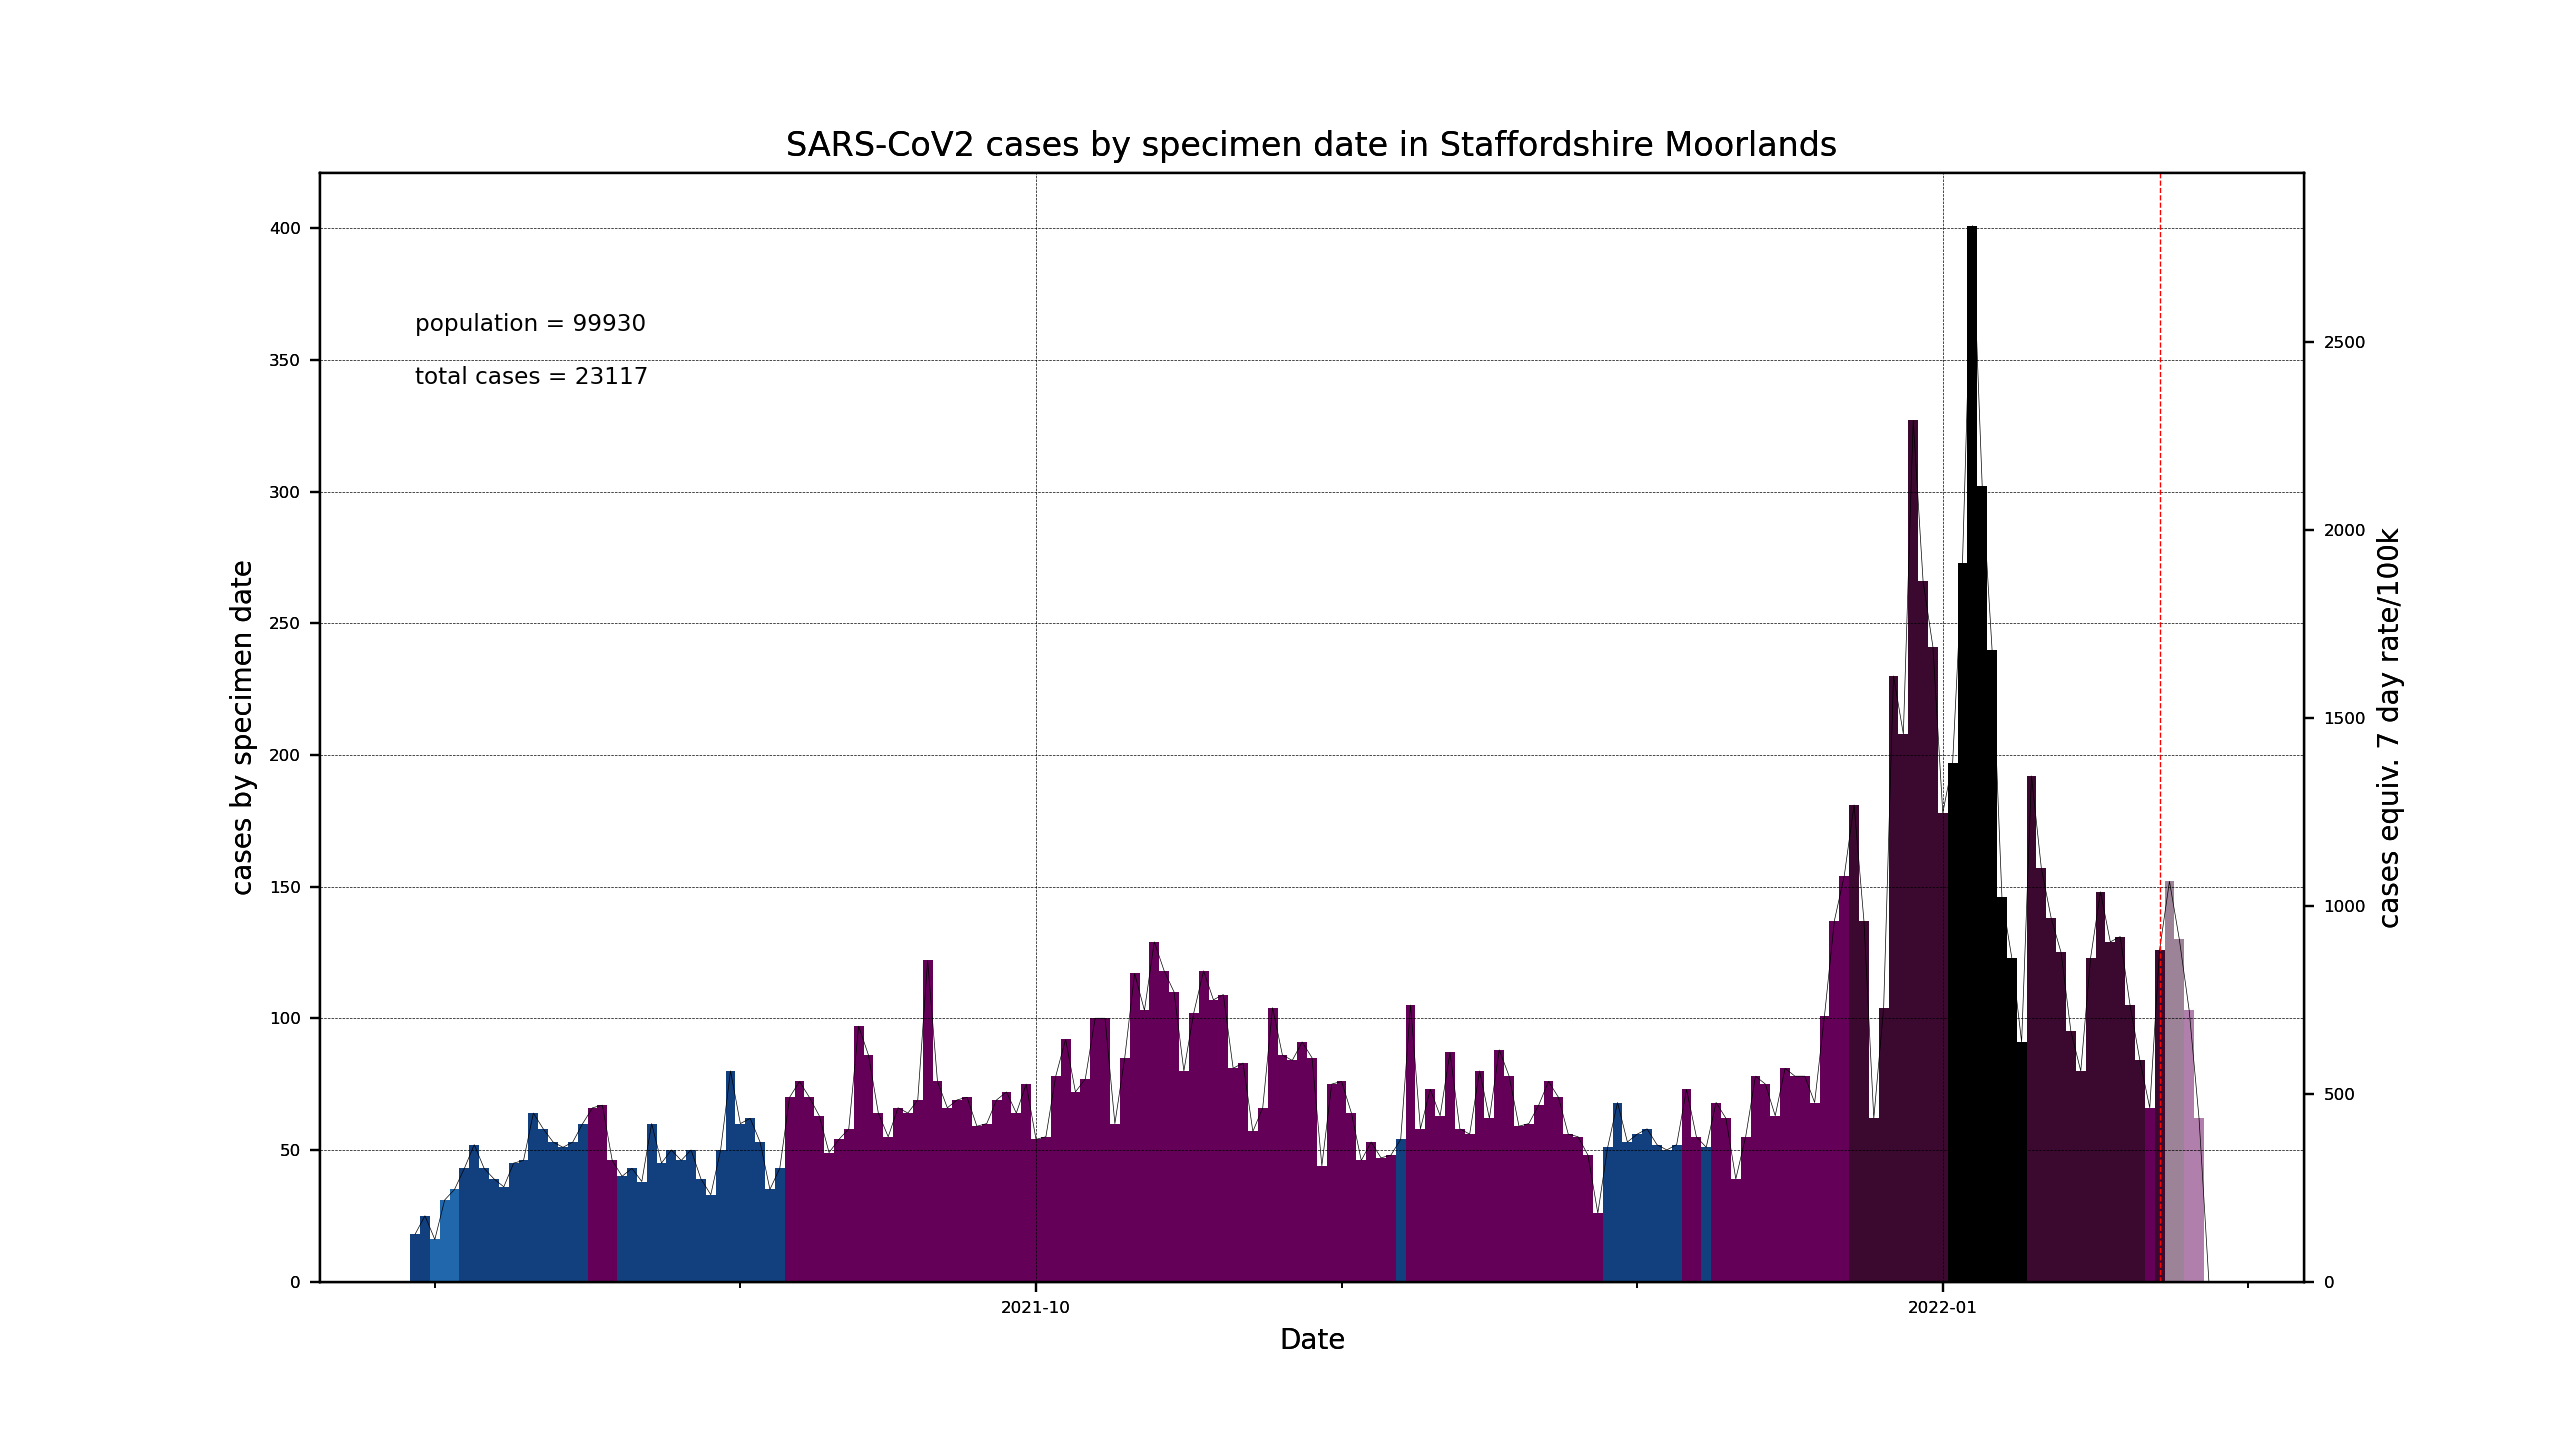 SARS-CoV2 cases by specimen date in Staffordshire Moorlands
population = 99930
total cases = 23117
cases by specimen date
400
350
300
250
200
150
100
50
0
2500
2000
1500
1000
500
0
cases equiv. 7 day rate/100k
2021-10
2022-01
Date